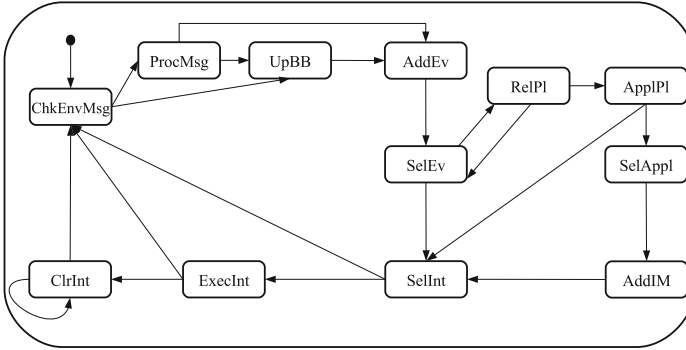 ProcMsg
UpBB
AddEv
RelPl
ApplPl
ChkEnvMsg
SelEv
SelAppl
ClrInt
ExecInt
SelInt
AddIM